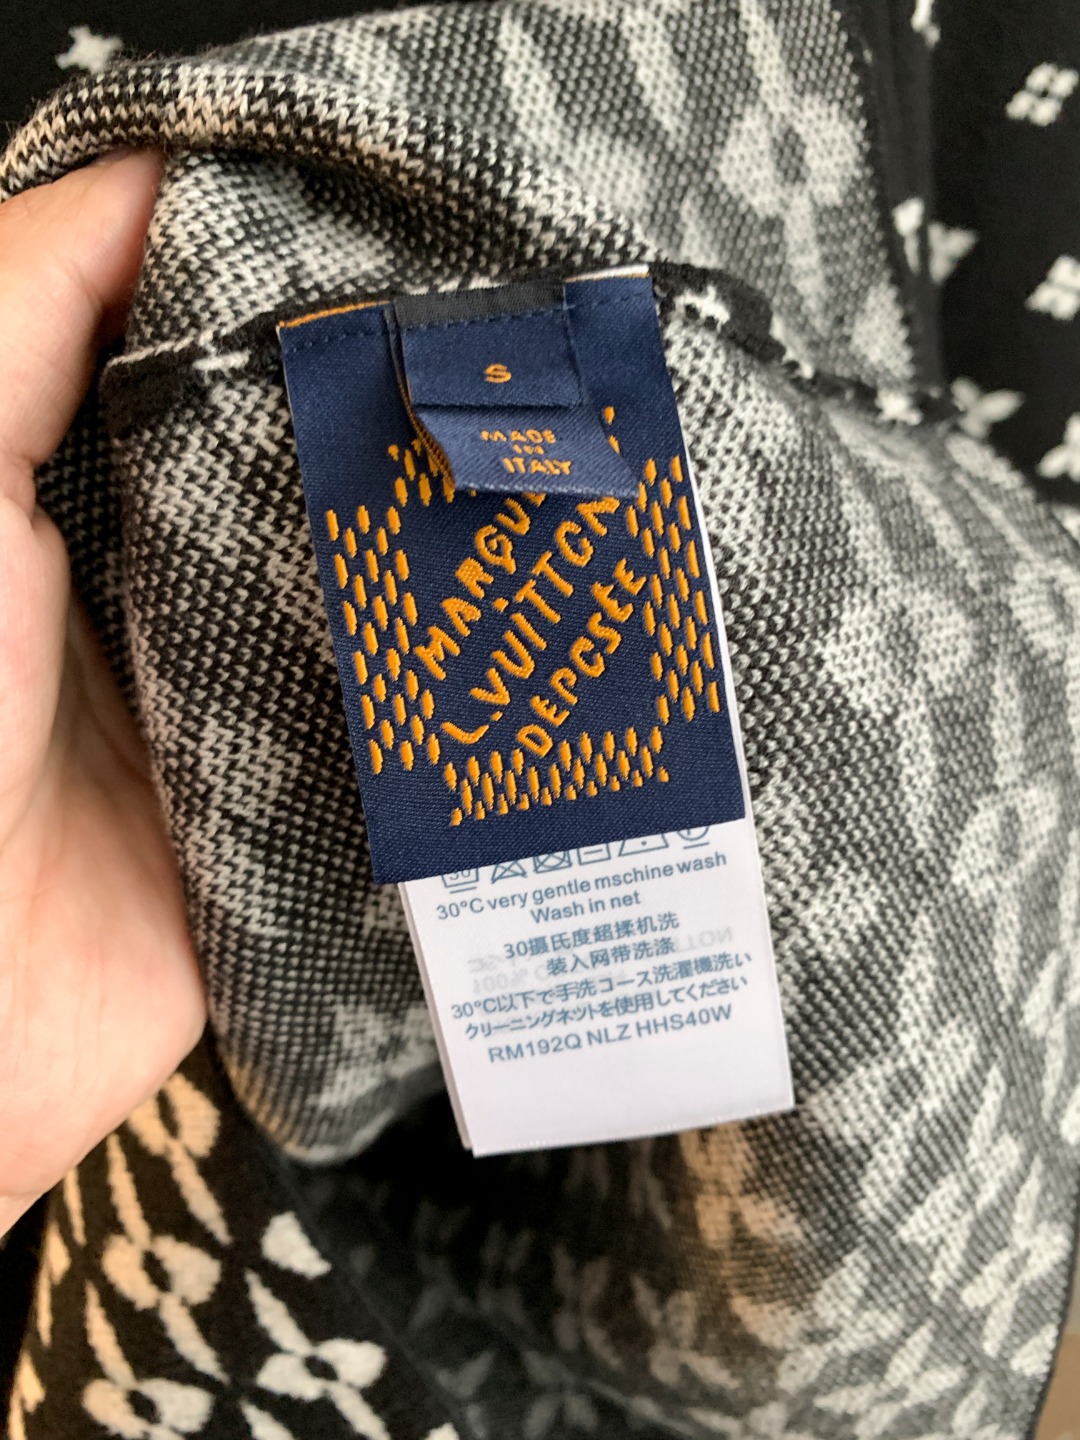 S
MADE
IN
ITALY
MARQUE
L.VUITTON
DEPOSEE
30
30°C very gentle mschine wash
Wash in net
30摄氏度超揉机洗
装入网带洗涤
30°C以下で手洗コース洗濯機洗い
クリーニングネットを使用してください
RM192Q NLZ HHS40W